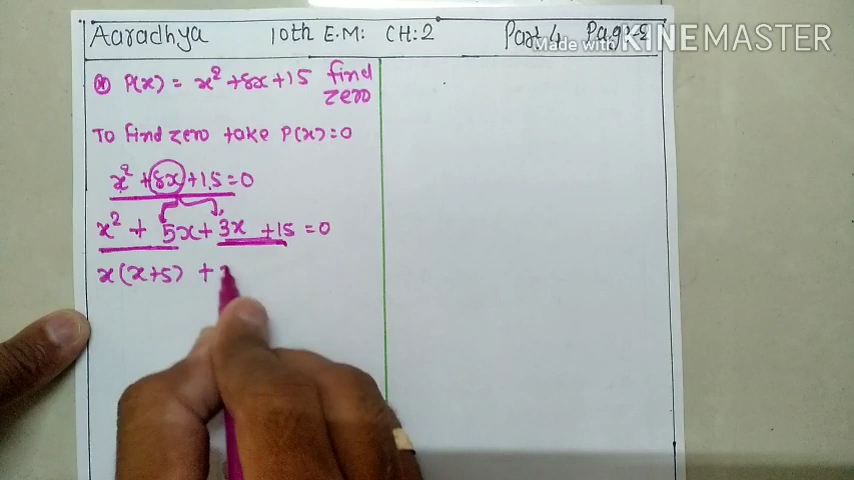 Aaradhya 10th E.M: CH:2 Part 4 Page-2
Made with KINEMASTER
P(x) = x² + 8x + 15 find
zero
To find zero take P(x)=0
x² + 8x + 15 = 0
x² + 5x + 3x + 15 = 0
x(x+5) +